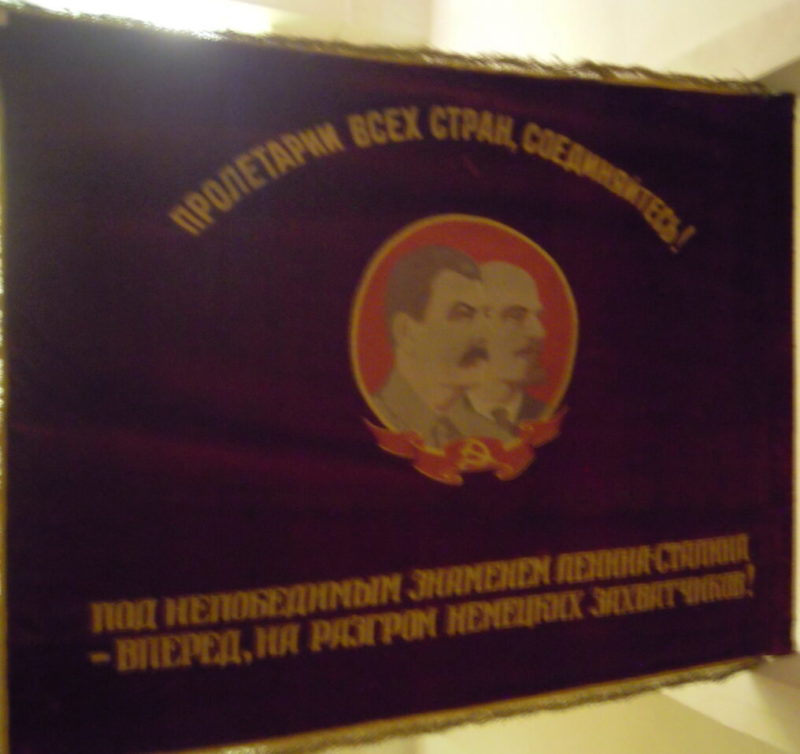 ПРОЛЕТАРИИ ВСЕХ СТРАН, СОЕДИНЯЙТЕСЬ!
ПОД НЕПОБЕДИМЫМ ЗНАМЕНЕМ ЛЕНИНА-СТАЛИНА
- ВПЕРЕД, НА РАЗГРОМ НЕМЕЦКИХ ЗАХВАТЧИКОВ!